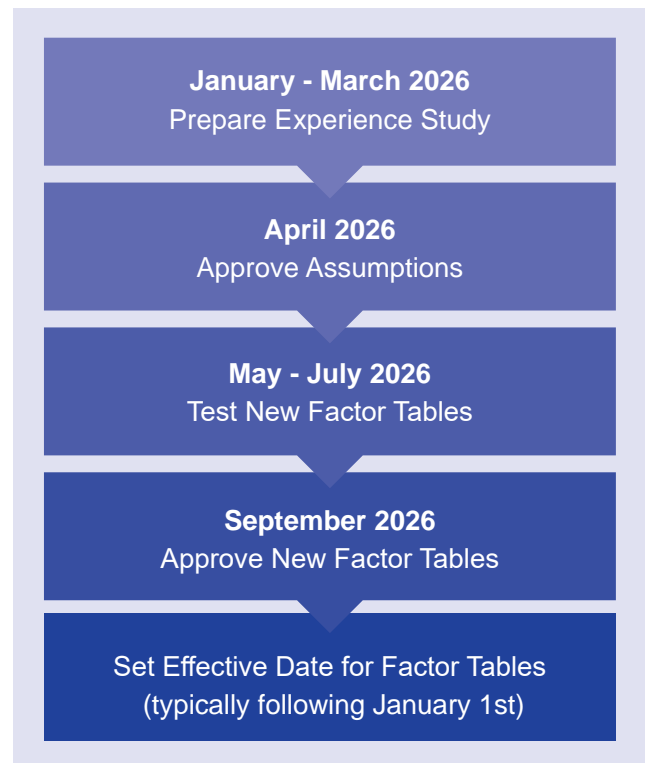 January - March 2026
Prepare Experience Study
April 2026
Approve Assumptions
May - July 2026
Test New Factor Tables
September 2026
Approve New Factor Tables
Set Effective Date for Factor Tables
(typically following January 1st)